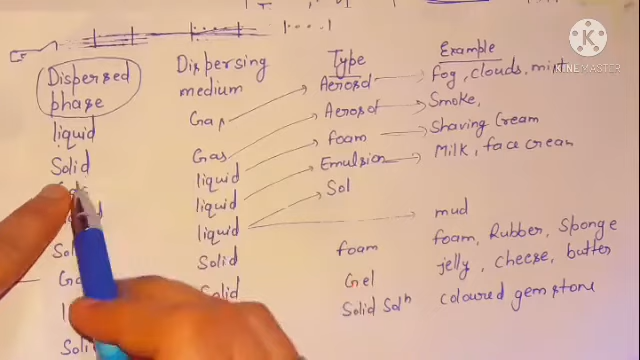 Dispersed phase
Dispersing medium
Type
Example
liquid
Gas
Aerosol
fog, clouds, mist
Solid
Gas
Aerosol
Smoke,
liquid
foam
Shaving Cream
liquid
Emulsion
Milk, face cream
liquid
Sol
mud
Solid
foam
foam, Rubber, Sponge
Solid
Gel
jelly, cheese, butter
Solid Solⁿ
coloured gemstone
KINEMASTER